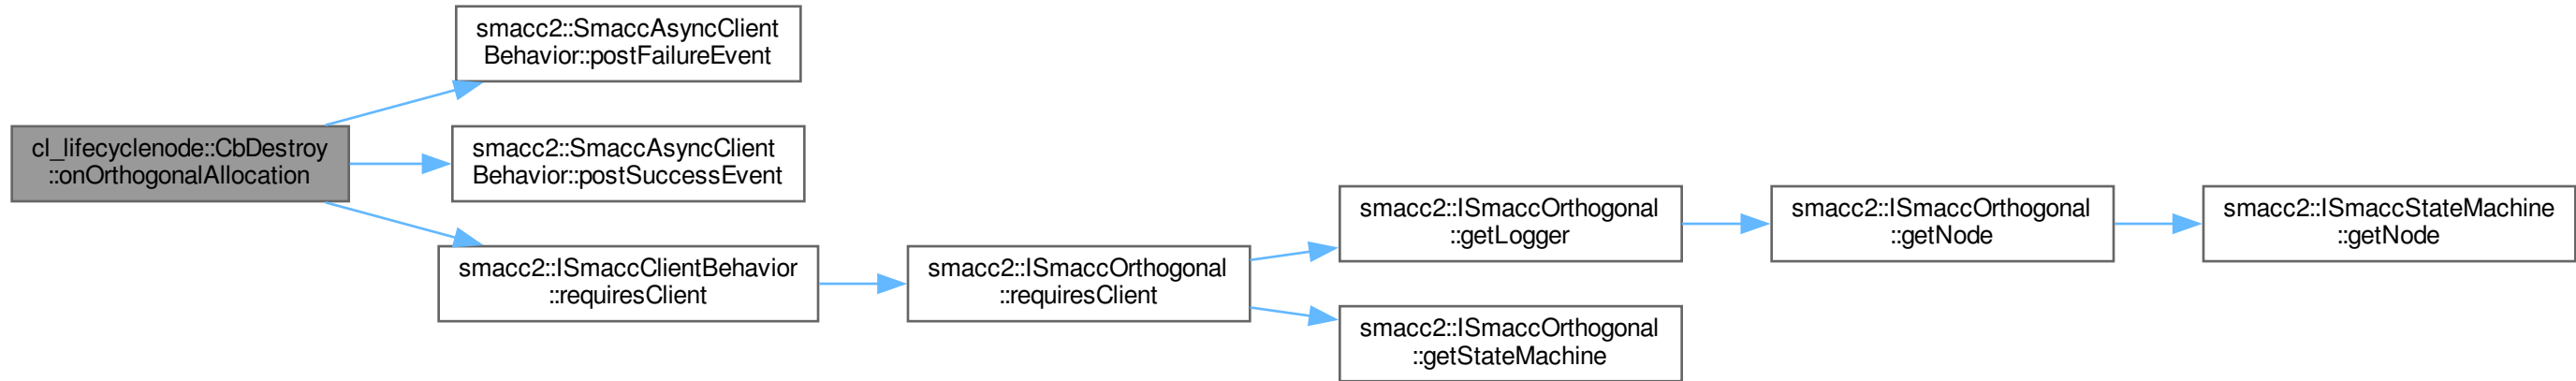 smacc2::SmaccAsyncClient
Behavior::postFailureEvent
cl_lifecyclenode::CbDestroy
::onOrthogonalAllocation
smacc2::SmaccAsyncClient
Behavior::postSuccessEvent
smacc2::ISmaccClientBehavior
::requiresClient
smacc2::ISmaccOrthogonal
::requiresClient
smacc2::ISmaccOrthogonal
::getLogger
smacc2::ISmaccOrthogonal
::getNode
smacc2::ISmaccStateMachine
::getNode
smacc2::ISmaccOrthogonal
::getStateMachine